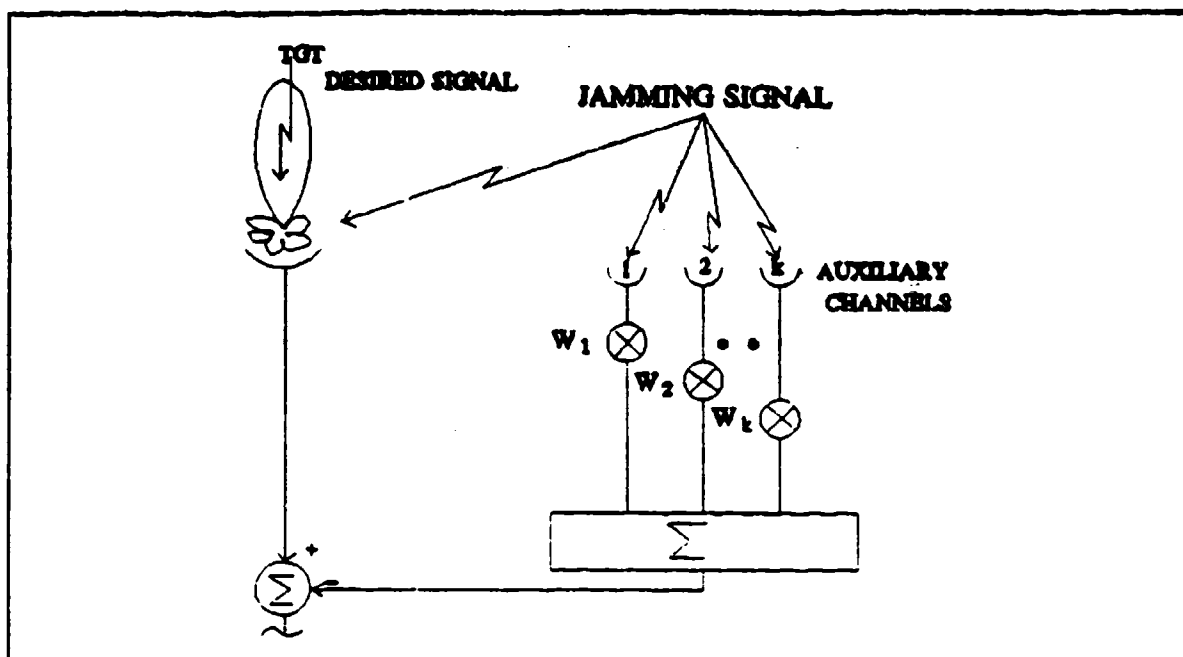 TGT
DESIRED SIGNAL
JAMMING SIGNAL
1 2 k
AUXILIARY
CHANNELS
W1
W2
Wk
Σ
+
Σ -